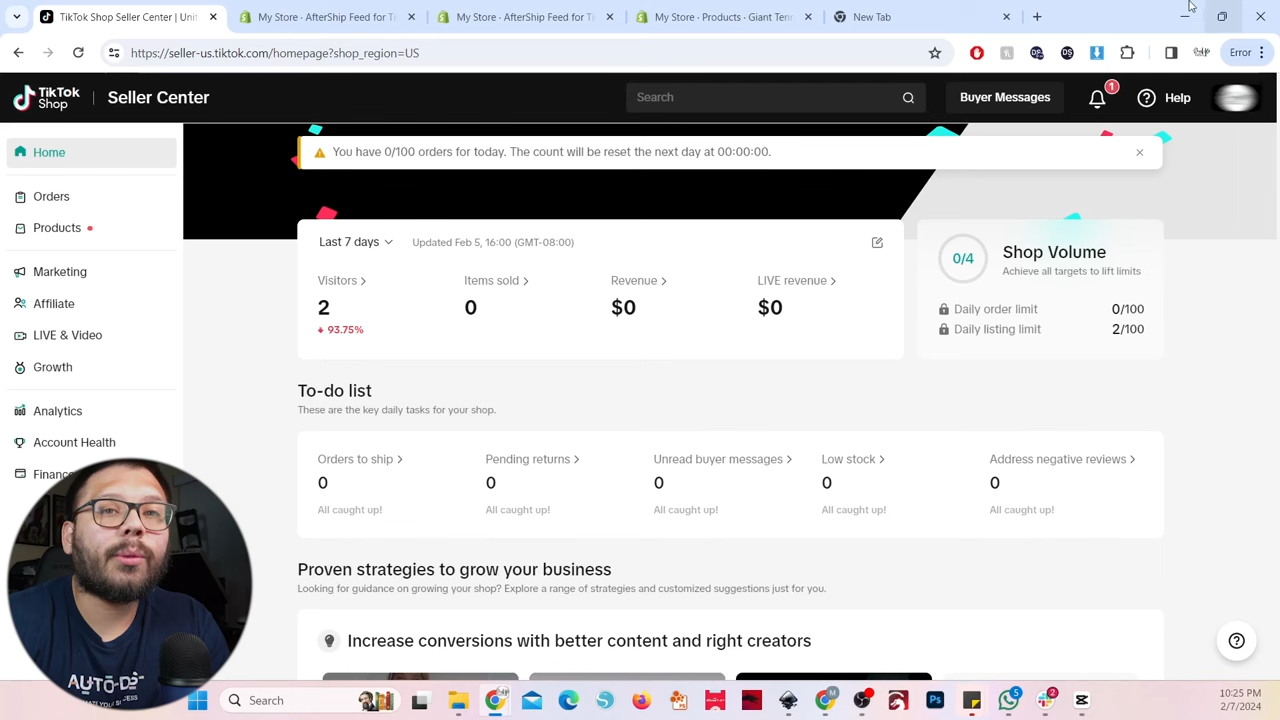 TikTok Shop | Unit
My Store - AfterShip Feed for Ti
My Store - AfterShip Feed for T
My Store - Products · Giant Tenn
New Tab
https://seller-us.tiktok.com/homepage?shop_region=US
Error
TikTok Shop
Seller Center
Search
Buyer Messages
1
Help
Home
You have 0/100 orders for today. The count will be reset the next day at 00:00:00.
Orders
Products
Marketing
Affiliate
LIVE & Video
Growth
Analytics
Account Health
Finance
Last 7 days
Updated Feb 5, 16:00 (GMT-08:00)
Visitors
2
93.75%
Items sold
0
Revenue
$0
LIVE revenue
$0
0/4
Shop Volume
Achieve all targets to lift limits
Daily order limit 0/100
Daily listing limit 2/100
To-do list
These are the key daily tasks for your shop.
Orders to ship
0
All caught up!
Pending returns
0
All caught up!
Unread buyer messages
0
All caught up!
Low stock
0
All caught up!
Address negative reviews
0
All caught up!
Proven strategies to grow your business
Looking for guidance on growing your shop? Explore a range of strategies and customized suggestions just for you.
Increase conversions with better content and right creators
Search
M
Ps
5
2
10:25 PM
2/7/2024